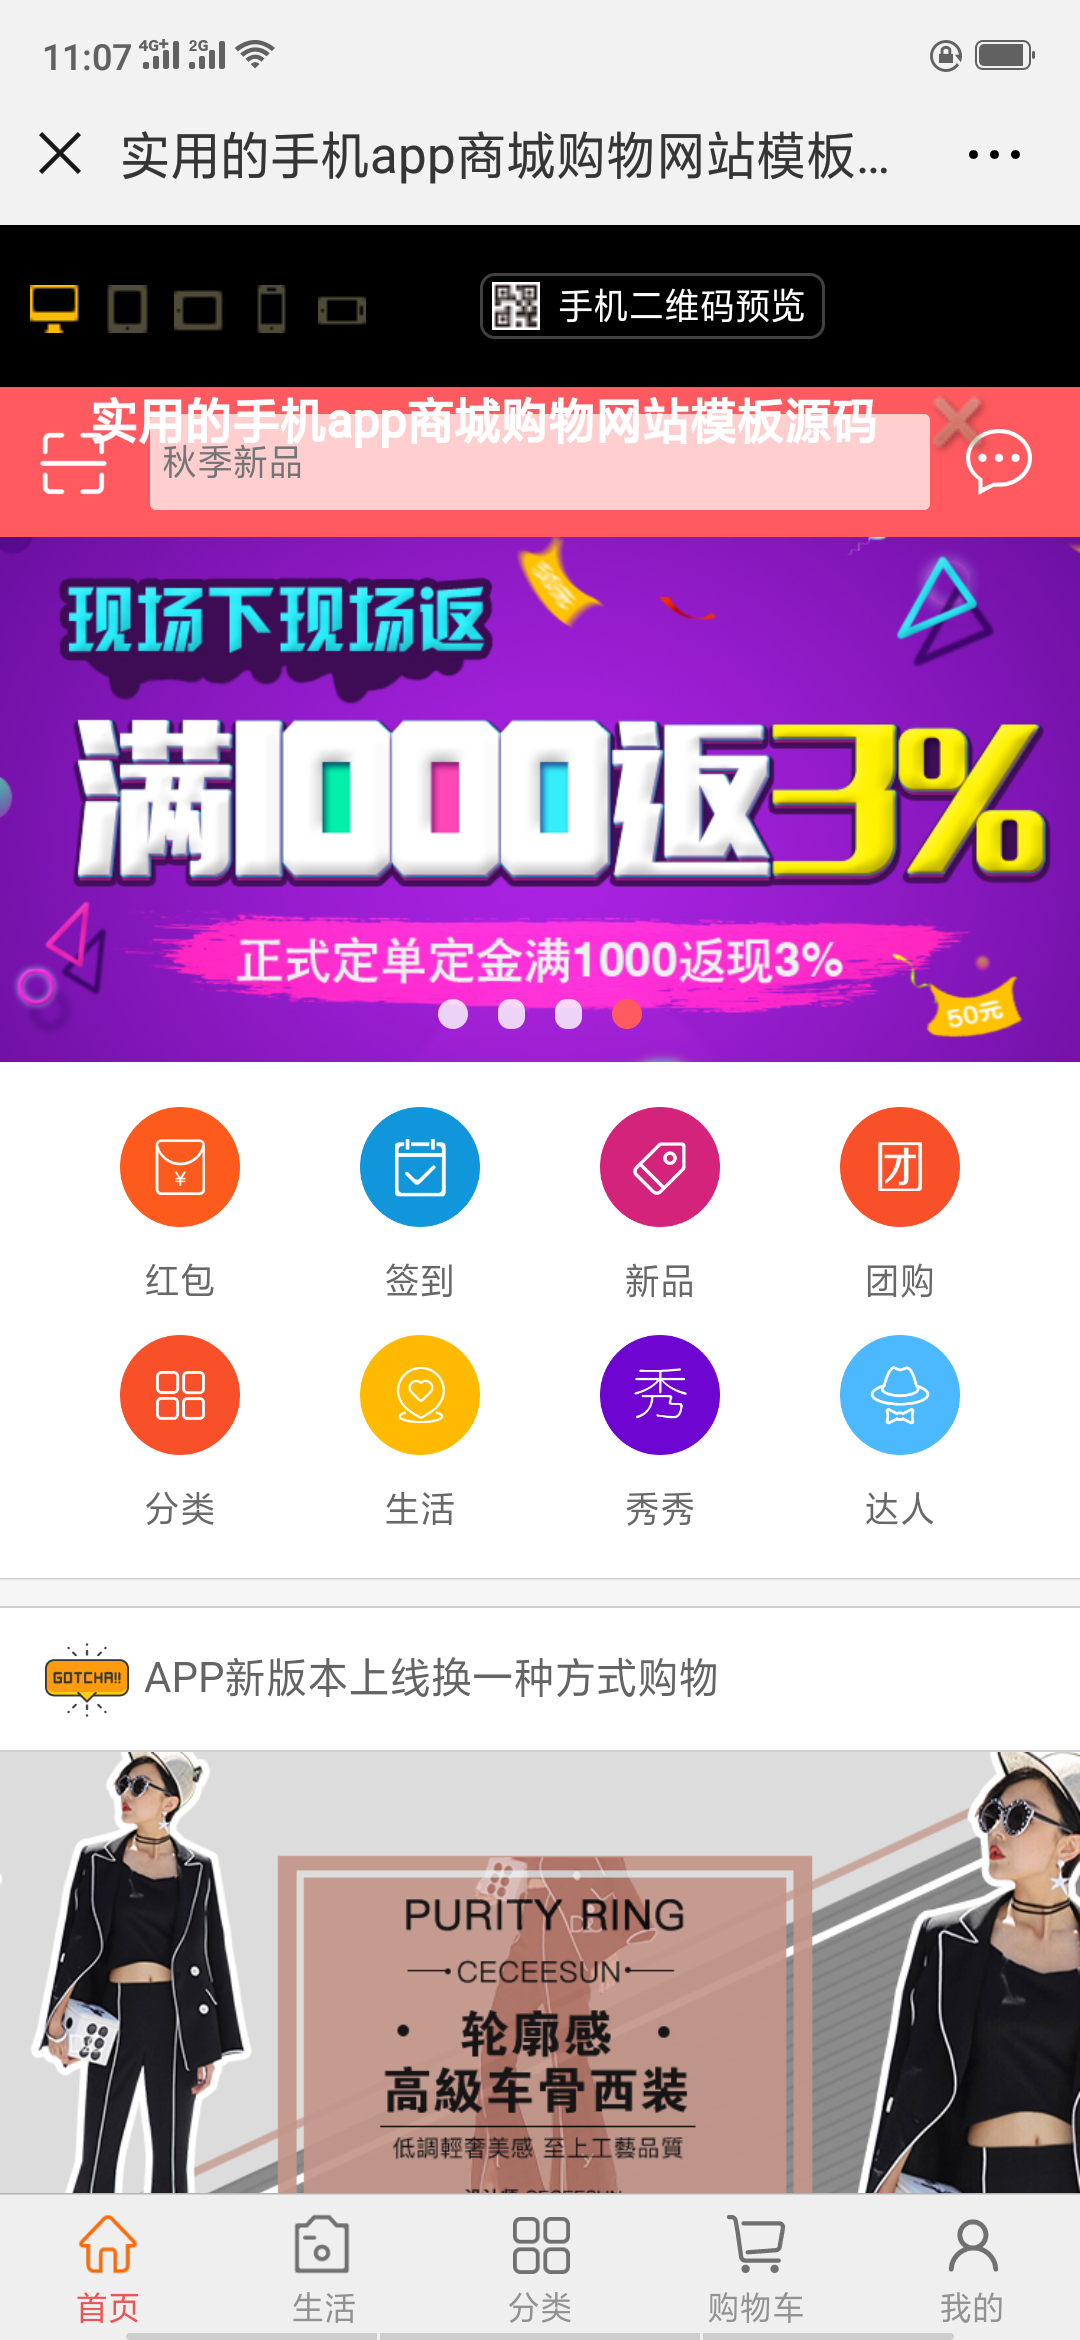 11:07 4G+ 2G
实用的手机app商城购物网站模板...
手机二维码预览
实用的手机app商城购物网站模板源码
秋季新品
现场下现场返
50元
满1000返3%
正式定单定金满1000返现3%
50元
¥
团
红包 签到 新品 团购
秀
分类 生活 秀秀 达人
GOTCHA!! APP新版本上线换一种方式购物
PURITY RING
CECEESUN
轮廓感
高級车骨西装
低調輕奢美感 至上工藝品質
设计师 CECEESUN
首页 生活 分类 购物车 我的